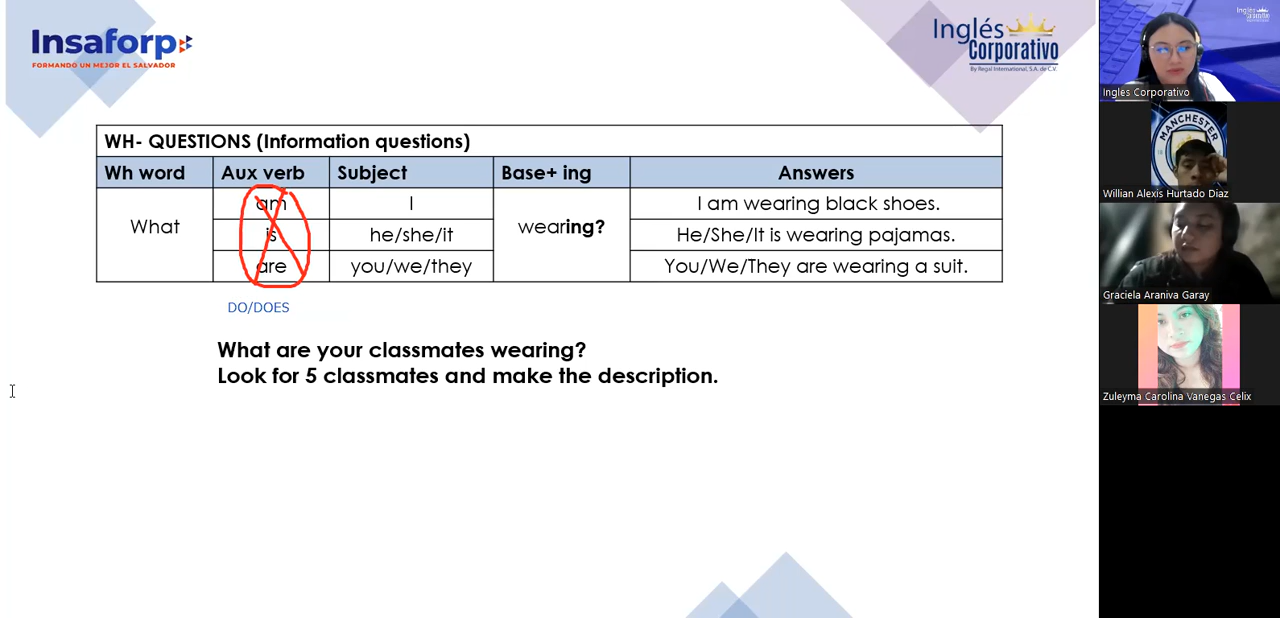 Insaforp
FORMANDO UN MEJOR EL SALVADOR
Inglés
Corporativo
By Regal International, S.A. de C.V.
WH- QUESTIONS (Information questions)
Wh word Aux verb Subject Base+ ing Answers
What am I wearing? I am wearing black shoes.
is he/she/it He/She/It is wearing pajamas.
are you/we/they You/We/They are wearing a suit.
DO/DOES
What are your classmates wearing?
Look for 5 classmates and make the description.
Inglés
Corporativo
Ingles Corporativo
MANCHESTER
Willian Alexis Hurtado Diaz
Graciela Araniva Garay
Zuleyma Carolina Vanegas Celix